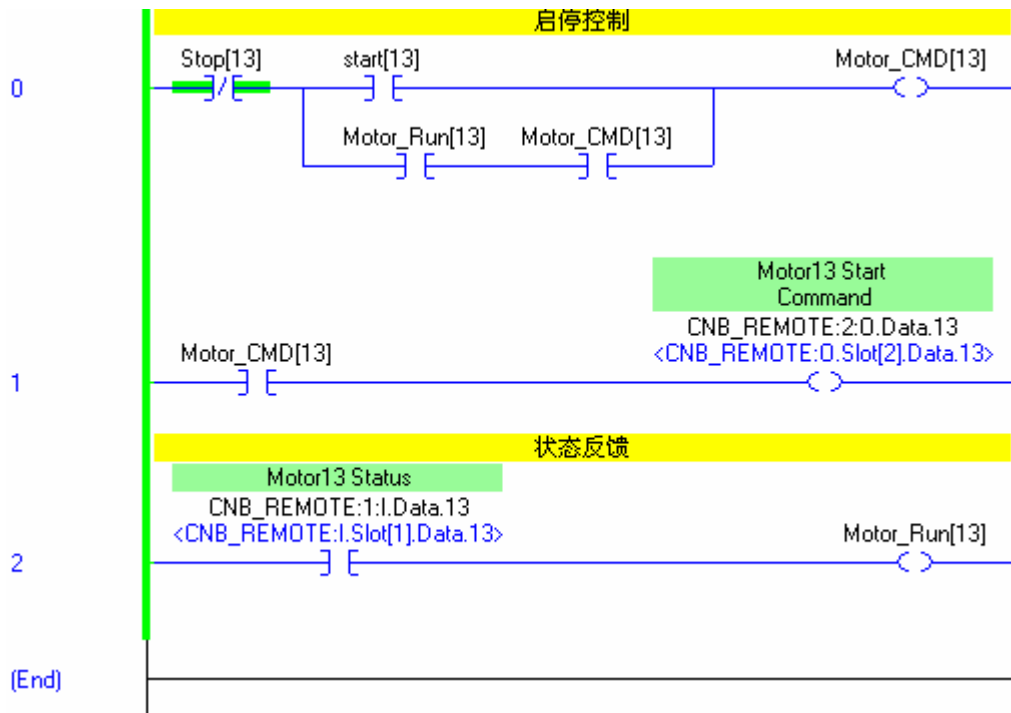 启停控制
Stop[13] start[13] Motor_CMD[13]
0
Motor_Run[13] Motor_CMD[13]
Motor13 Start
Command
CNB_REMOTE:2:O.Data.13
Motor_CMD[13] <CNB_REMOTE:O.Slot[2].Data.13>
1
状态反馈
Motor13 Status
CNB_REMOTE:1:I.Data.13
<CNB_REMOTE:I.Slot[1].Data.13> Motor_Run[13]
2
(End)